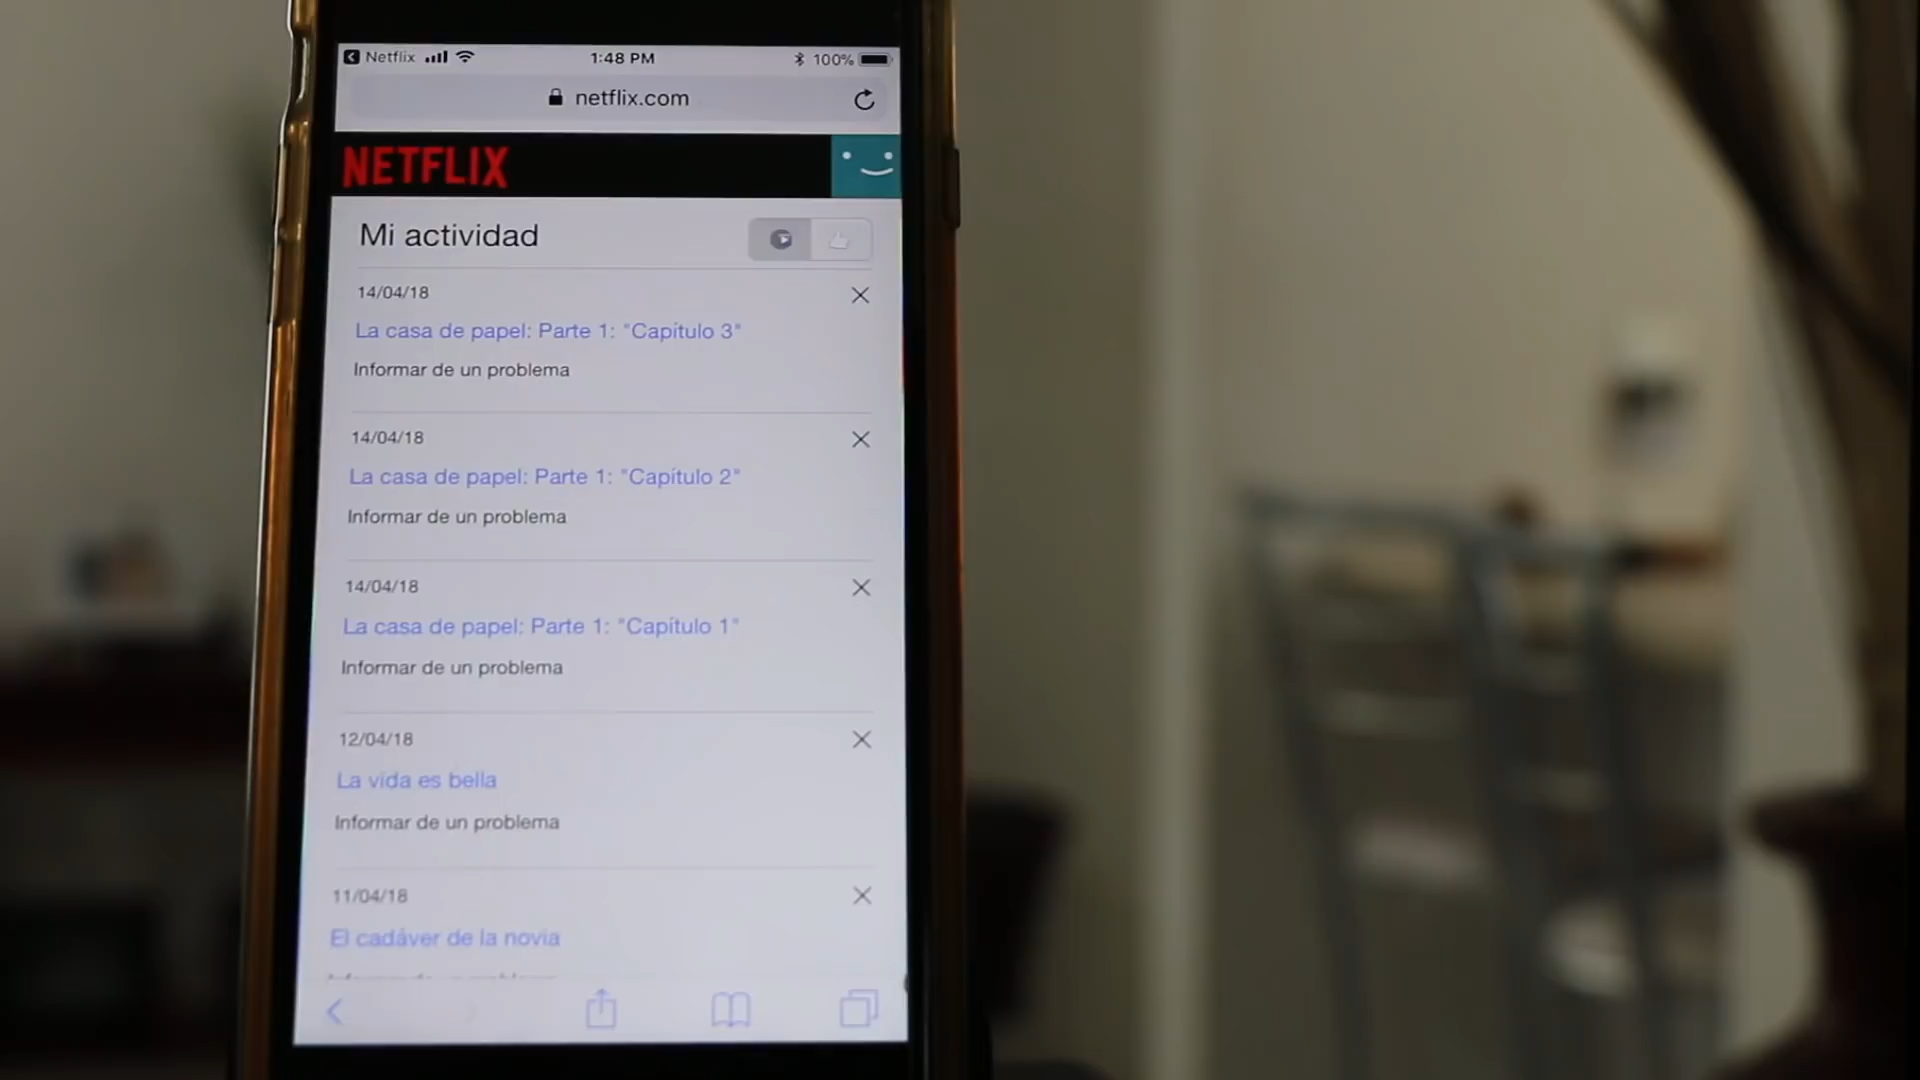 Netflix 1:48 PM 100%
netflix.com
NETFLIX
Mi actividad
14/04/18
La casa de papel: Parte 1: "Capítulo 3"
Informar de un problema
14/04/18
La casa de papel: Parte 1: "Capítulo 2"
Informar de un problema
14/04/18
La casa de papel: Parte 1: "Capítulo 1"
Informar de un problema
12/04/18
La vida es bella
Informar de un problema
11/04/18
El cadáver de la novia